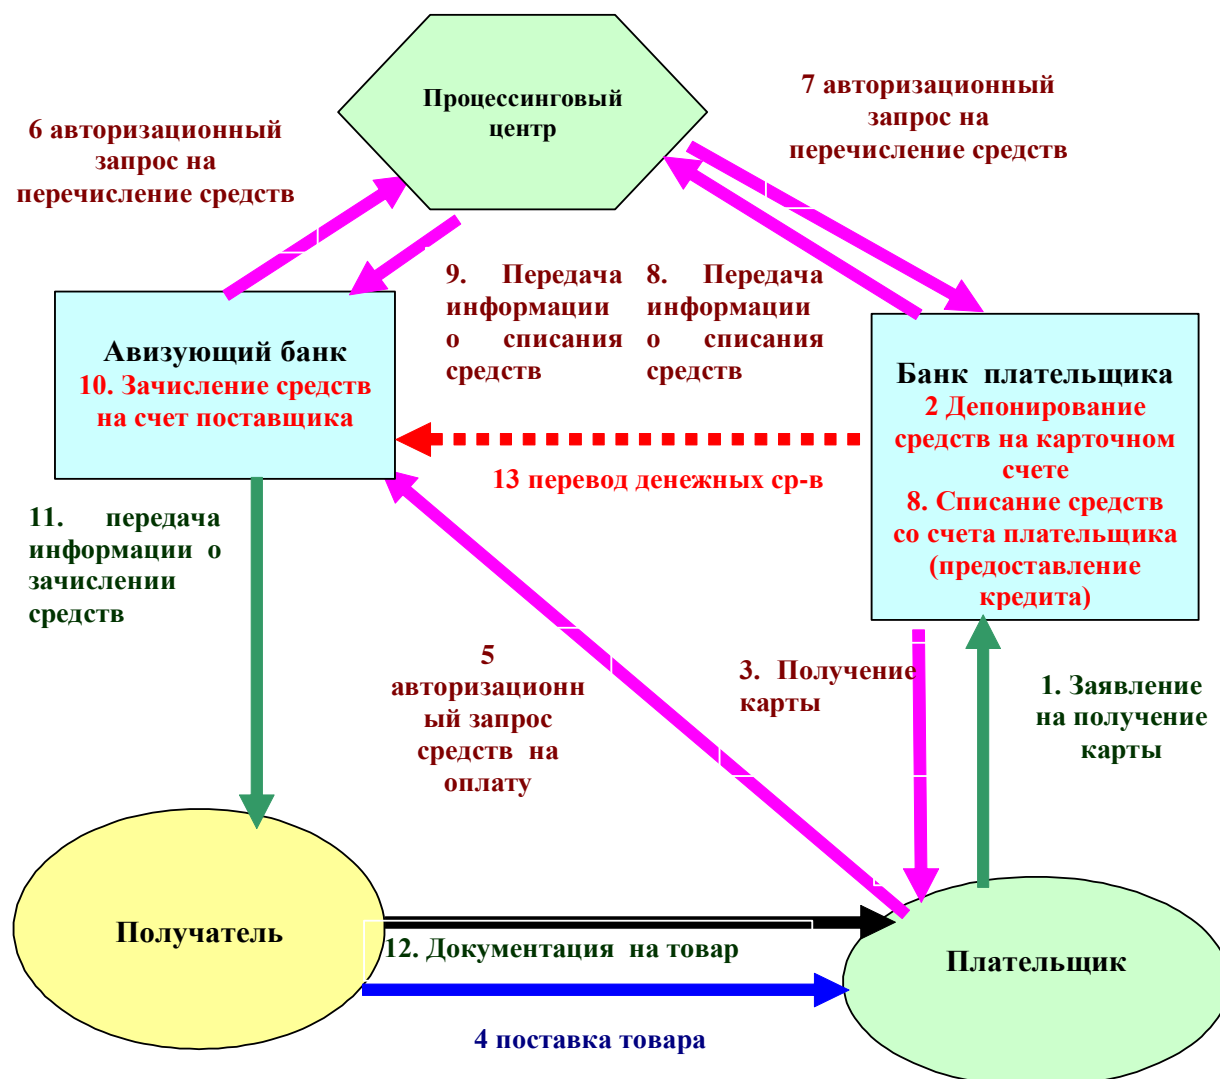 Процессинговый
центр
7 авторизационный
запрос на
перечисление средств
6 авторизационный
запрос на
перечисление средств
9. Передача
информации
о списания
средств
8. Передача
информации
о списания
средств
Авизующий банк
10. Зачисление средств
на счет поставщика
Банк плательщика
2 Депонирование
средств на карточном
счете
8. Списание средств
со счета плательщика
(предоставление
кредита)
13 перевод денежных ср-в
11. передача
информации о
зачислении
средств
5
авторизационн
ый запрос
средств на
оплату
3. Получение
карты
1. Заявление
на получение
карты
Получатель
12. Документация на товар
Плательщик
4 поставка товара